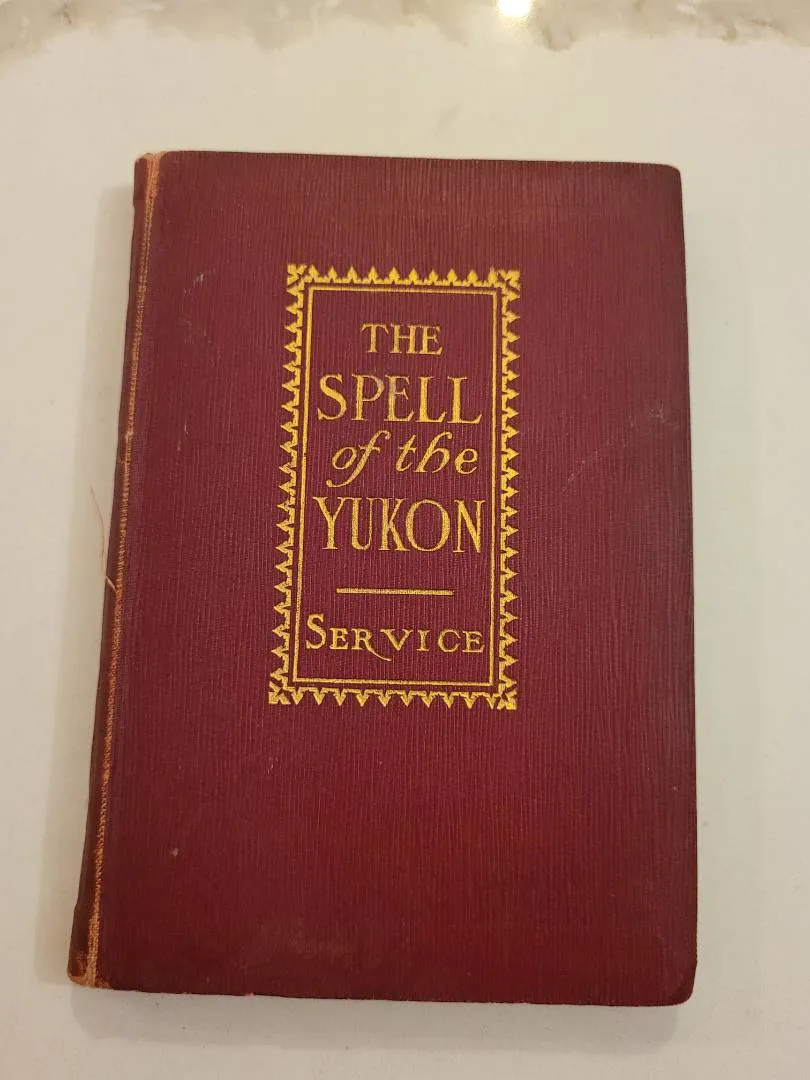 THE
SPELL
of the
YUKON
SERVICE